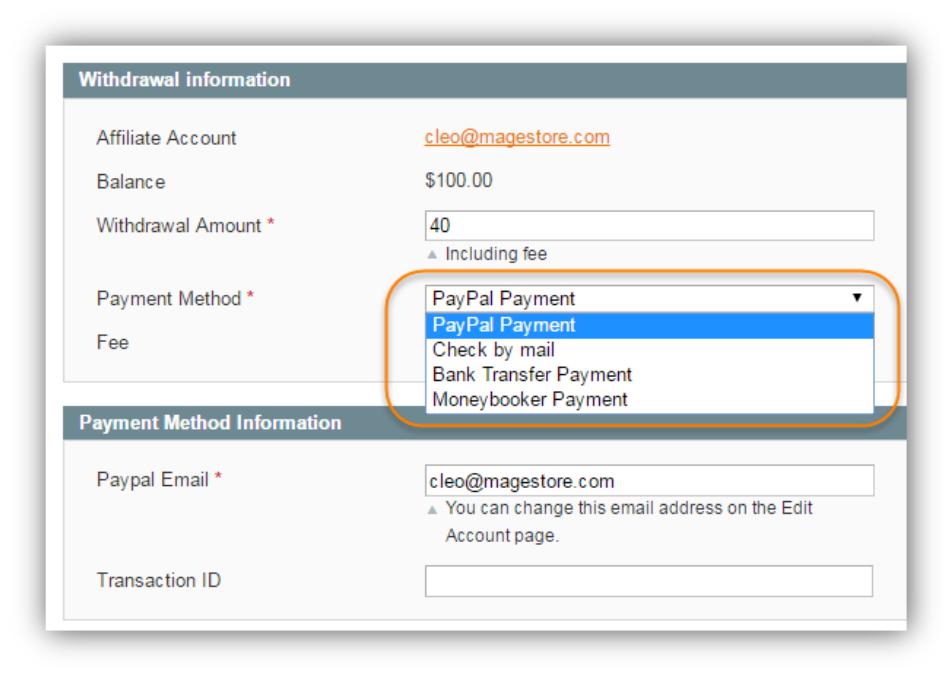 Withdrawal information
Affiliate Account cleo@magestore.com
Balance $100.00
Withdrawal Amount * 40
▲ Including fee
Payment Method * PayPal Payment ▼
PayPal Payment
Fee
Check by mail
Bank Transfer Payment
Moneybooker Payment
Payment Method Information
Paypal Email * cleo@magestore.com
▲ You can change this email address on the Edit
Account page.
Transaction ID